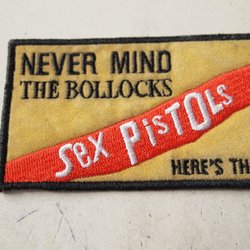 NEVER MIND
THE BOLLOCKS
Sex PiSTOLs
HERE'S TH